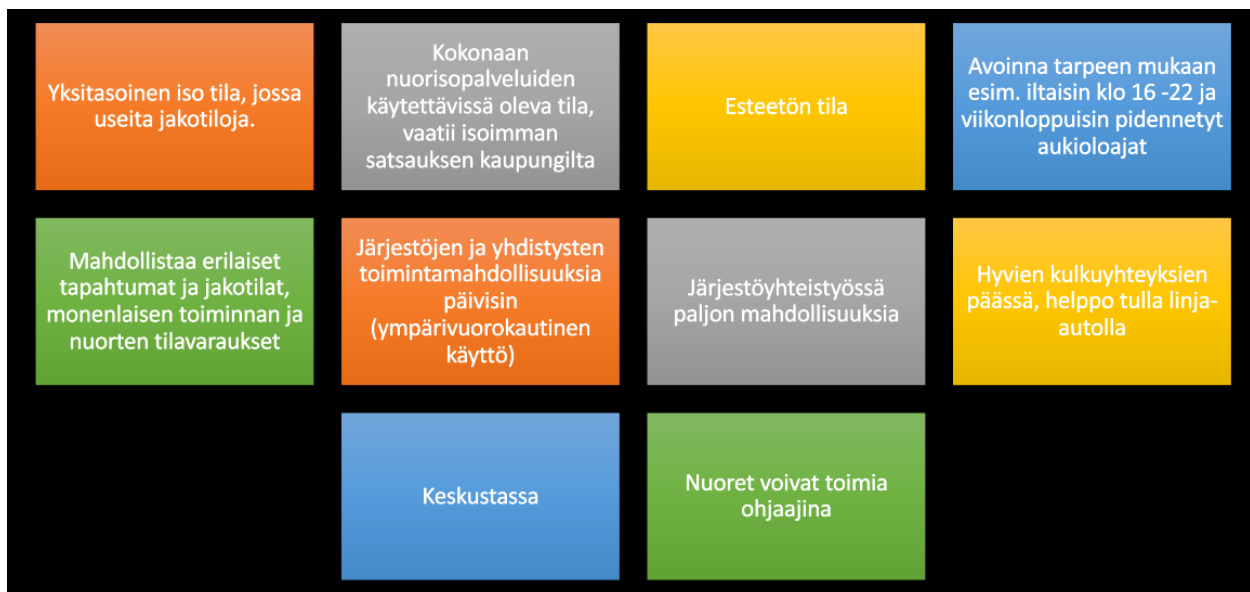 Yksitasoinen iso tila, jossa
useita jakotiloja.
Kokonaan
nuorisopalveluiden
käytettävissä oleva tila,
vaatii isoimman
satsauksen kaupungilta
Esteetön tila
Avoinna tarpeen mukaan
esim. iltaisin klo 16 -22 ja
viikonloppuisin pidennetyt
aukioloajat
Mahdollistaa erilaiset
tapahtumat ja jakotilat,
monenlaisen toiminnan ja
nuorten tilavaraukset
Järjestöjen ja yhdistysten
toimintamahdollisuuksia
päivisin
(ympärivuorokautinen
käyttö)
Järjestöyhteistyössä
paljon mahdollisuuksia
Hyvien kulkuyhteyksien
päässä, helppo tulla linja-
autolla
Keskustassa
Nuoret voivat toimia
ohjaajina